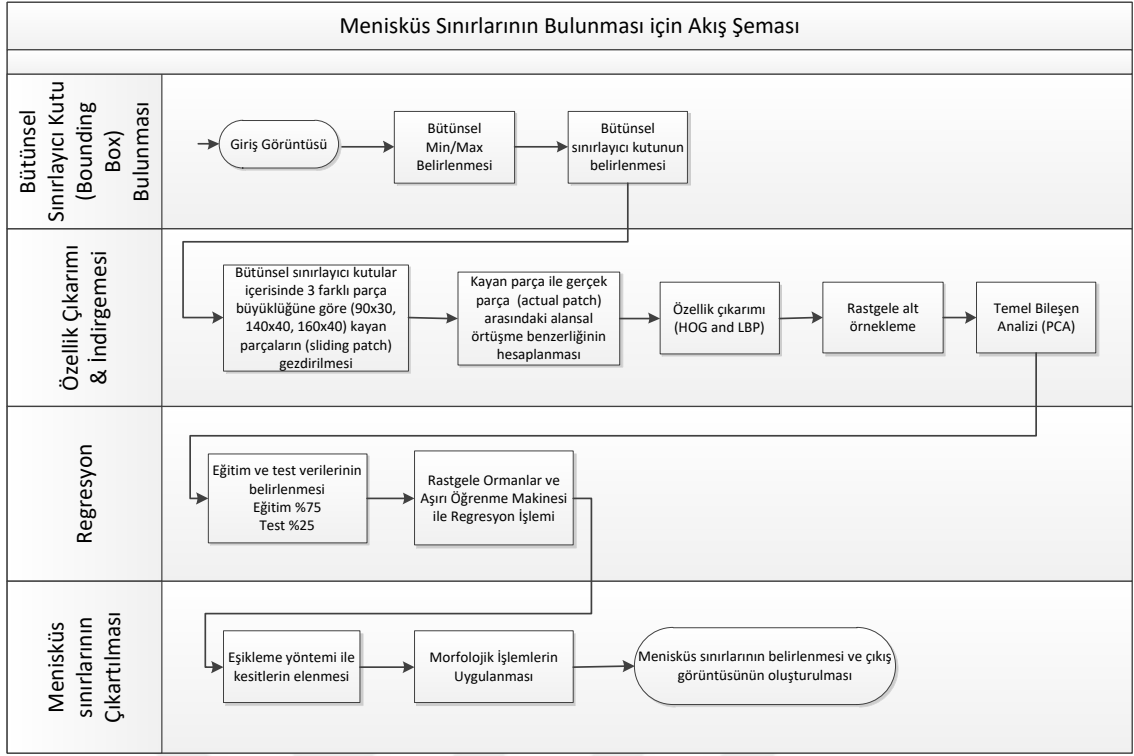 Menisküs Sınırlarının Bulunması için Akış Şeması
Bütünsel
Sınırlayıcı Kutu
(Bounding
Box)
Bulunması
Giriş Görüntüsü
Bütünsel
Min/Max
Belirlenmesi
Bütünsel
sınırlayıcı kutunun
belirlenmesi
Özellik Çıkarımı
& İndirgemesi
Bütünsel sınırlayıcı kutular
içerisinde 3 farklı parça
büyüklüğüne göre (90x30,
140x40, 160x40) kayan
parçaların (sliding patch)
gezdirilmesi
Kayan parça ile gerçek
parça (actual patch)
arasındaki alansal
örtüşme benzerliğinin
hesaplanması
Özellik çıkarımı
(HOG and LBP)
Rastgele alt
örnekleme
Temel Bileşen
Analizi (PCA)
Regresyon
Eğitim ve test verilerinin
belirlenmesi
Eğitim %75
Test %25
Rastgele Ormanlar ve
Aşırı Öğrenme Makinesi
ile Regresyon İşlemi
Menisküs
sınırlarının
Çıkartılması
Eşikleme yöntemi ile
kesitlerin elenmesi
Morfolojik İşlemlerin
Uygulanması
Menisküs sınırlarının belirlenmesi ve çıkış
görüntüsünün oluşturulması